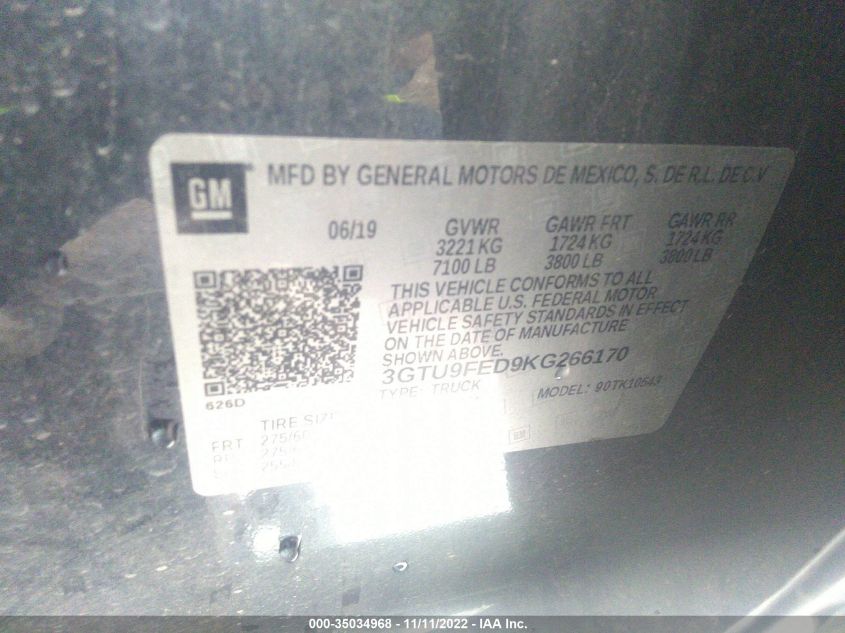 GM
MFD BY GENERAL MOTORS DE MEXICO, S. DE R.L. DE C.V
06/19 GVWR GAWR FRT GAWR RR
3221 KG 1724 KG 1724 KG
7100 LB 3800 LB 3800 LB
THIS VEHICLE CONFORMS TO ALL
APPLICABLE U.S. FEDERAL MOTOR
VEHICLE SAFETY STANDARDS IN EFFECT
ON THE DATE OF MANUFACTURE
SHOWN ABOVE.
3GTU9FED9KG266170
TYPE: TRUCK MODEL: 90TK10543
626D
TIRE SIZE
FRT 275/60
GM
000-35034968 - 11/11/2022 - IAA Inc.